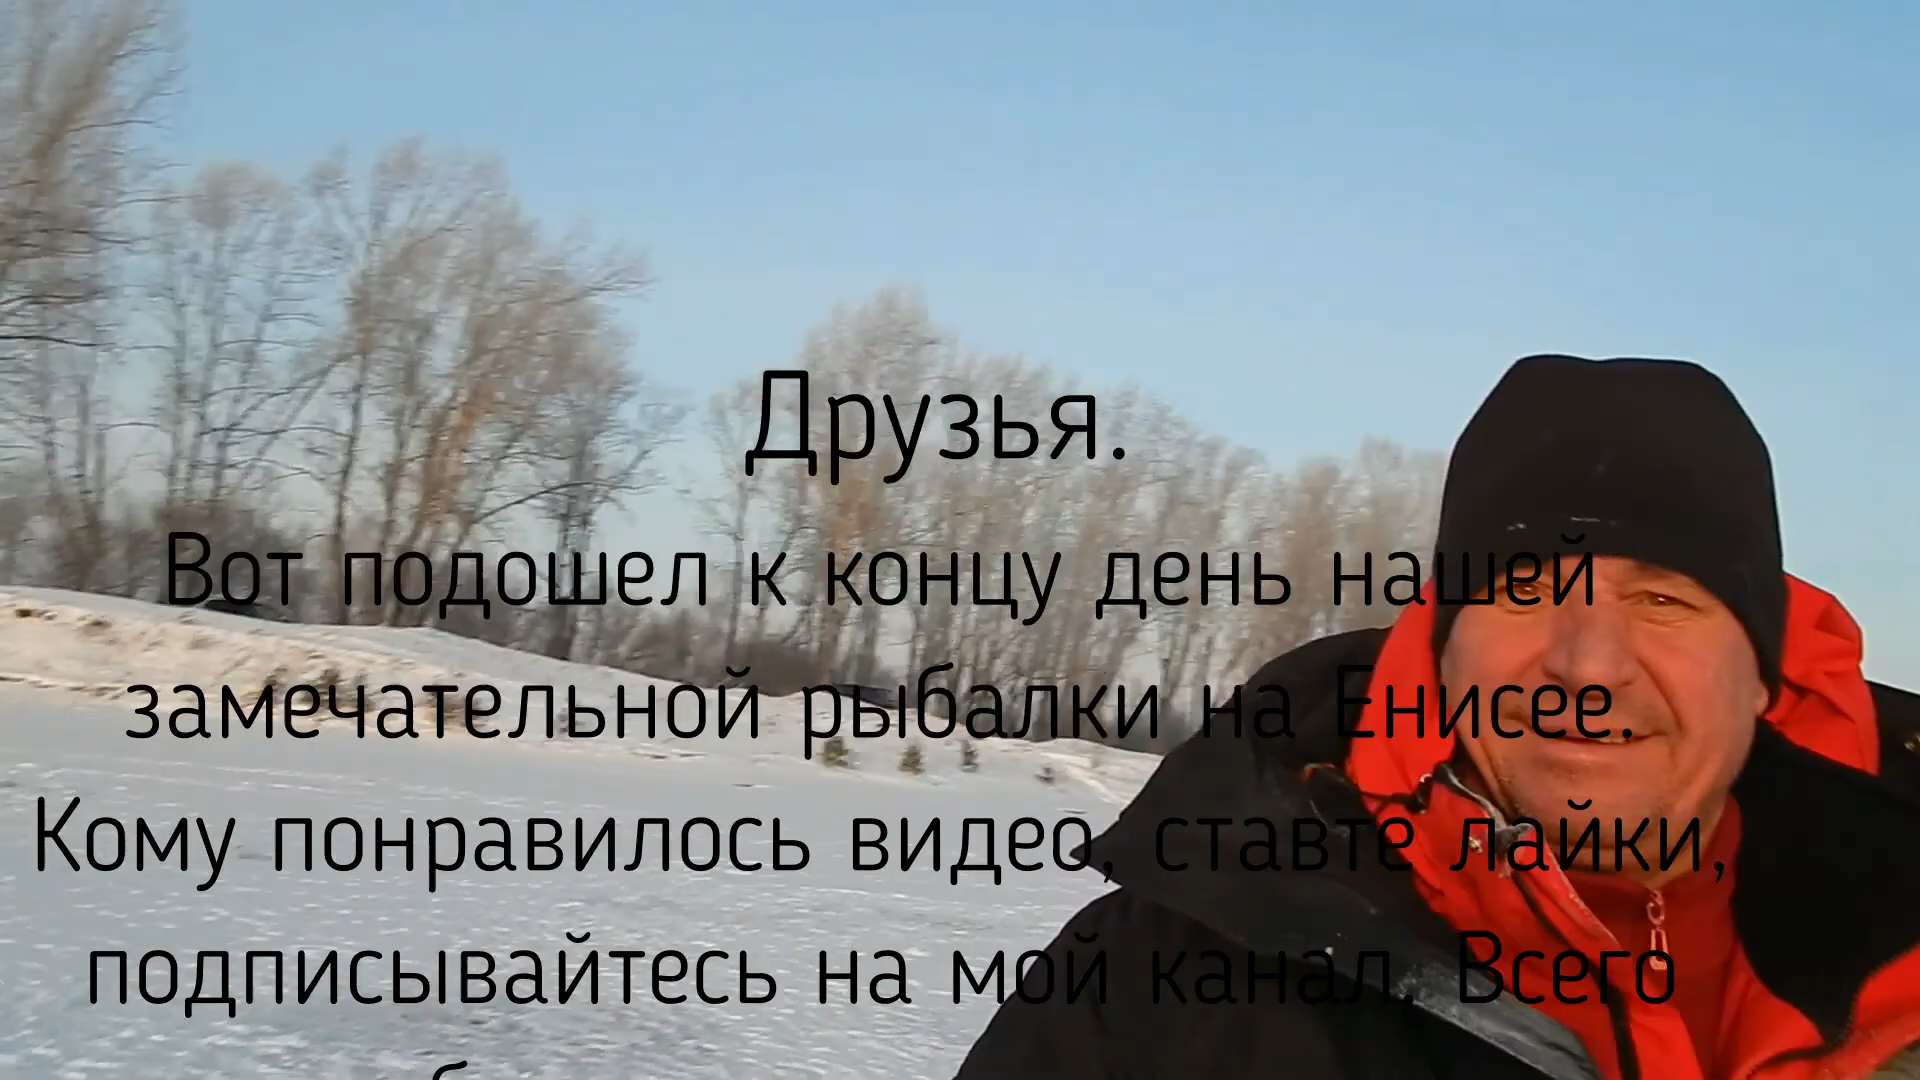 Друзья.
Вот подошел к концу день нашей
замечательной рыбалки на Енисее.
Кому понравилось видео, ставте лайки,
подписывайтесь на мой канал. Всего